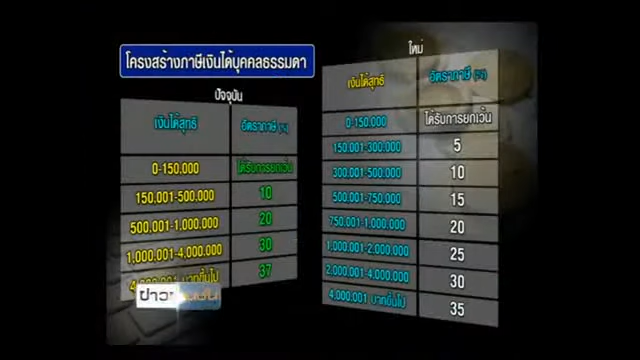 โครงสร้างภาษีเงินได้บุคคลธรรมดา
ปัจจุบัน
เงินได้สุทธิ อัตราภาษี (%)
0-150.000 ได้รับการยกเว้น
150.001-500.000 10
500.001-1,000.000 20
1,000.001-4,000.000 30
4,000.001 บาทขึ้นไป 37
ใหม่
เงินได้สุทธิ อัตราภาษี (%)
0-150.000 ได้รับการยกเว้น
150.001-300.000 5
300.001-500.000 10
500.001-750.000 15
750.001-1,000.000 20
1,000.001-2,000.000 25
2,000.001-4,000.000 30
4,000.001 บาทขึ้นไป 35
ข่าว